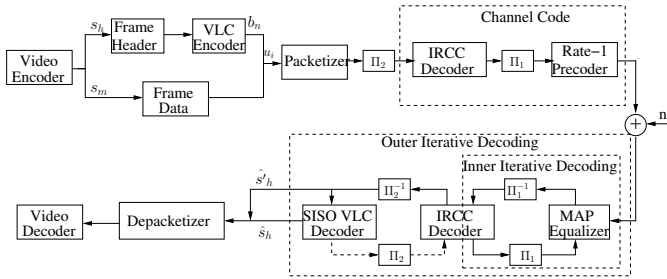 Channel Code
s_h
Frame
Header
VLC
Encoder
b_n
u_i
Video
Encoder
Packetizer
Π_2
IRCC
Decoder
Π_1
Rate−1
Precoder
s_m
Frame
Data
+
n
Outer Iterative Decoding
Inner Iterative Decoding
ŝ'_h
Π_2^{-1}
Π_1^{-1}
Video
Decoder
Depacketizer
ŝ_h
SISO VLC
Decoder
IRCC
Decoder
MAP
Equalizer
Π_2
Π_1